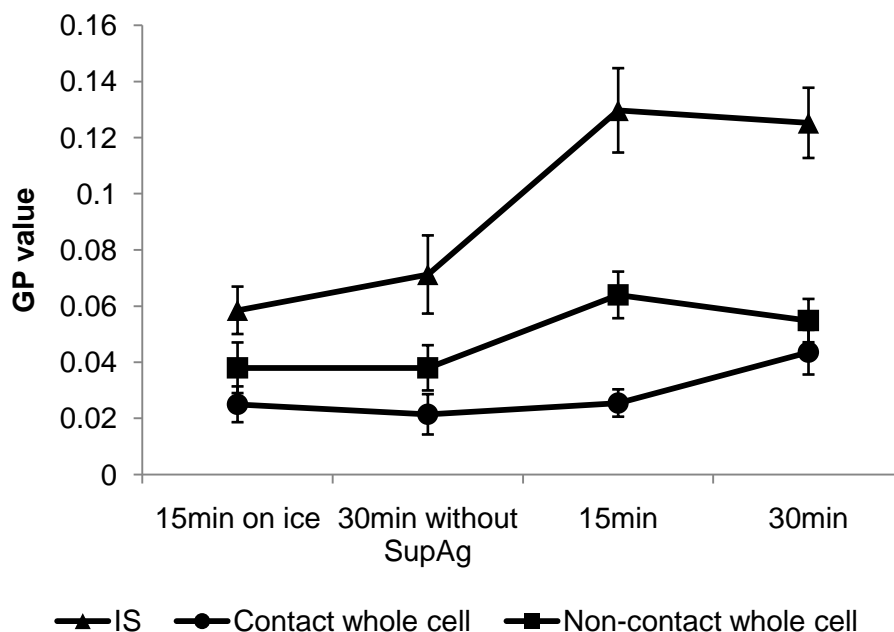 0.16
0.14
0.12
0.1
0.08
0.06
0.04
0.02
0
GP value
15min on ice
30min without
SupAg
15min
30min
IS
Contact whole cell
Non-contact whole cell